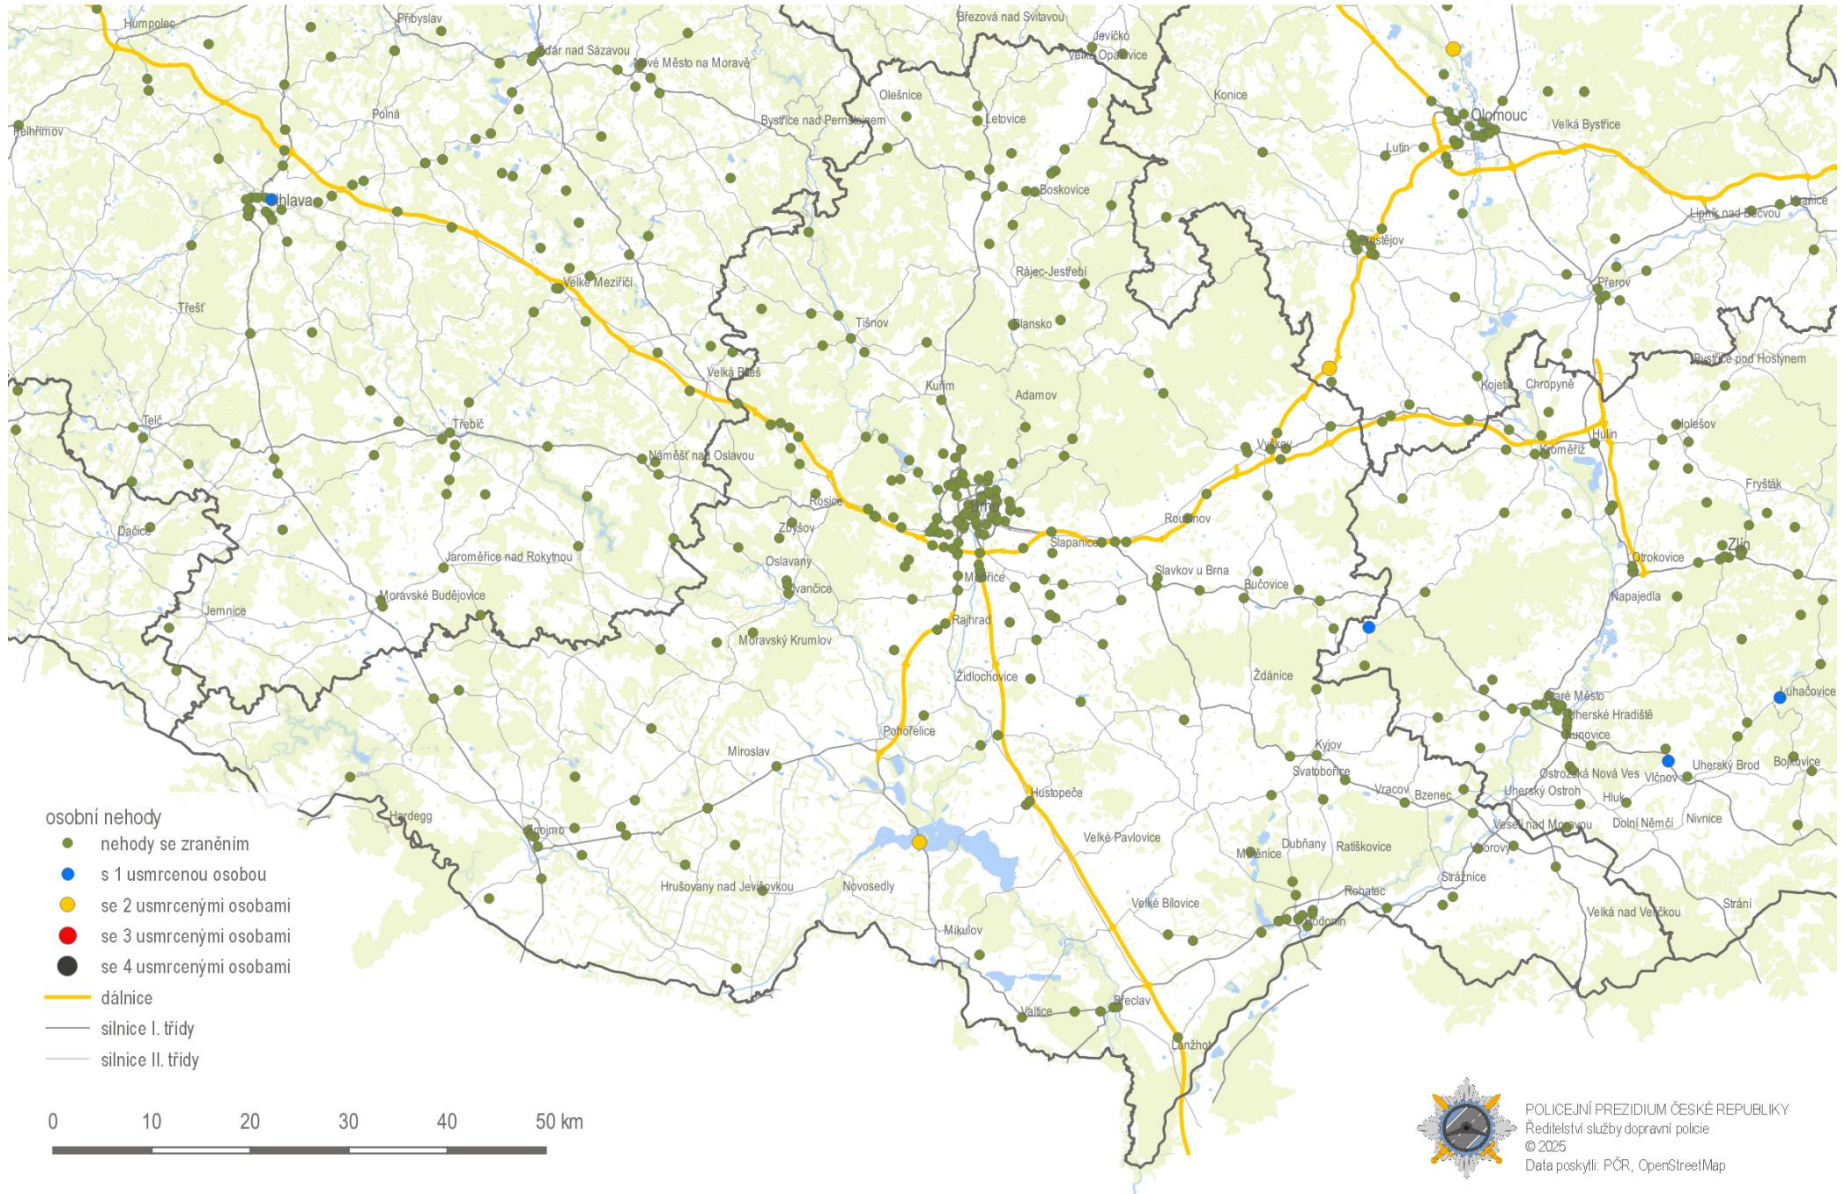 Humpolec
Přibyslav
Březová nad Svitavou
Jevíčko
Velké Opatovice
Žďár nad Sázavou
Nové Město na Moravě
Olešnice
Konice
Polná
Bystřice nad Pernštejnem
Letovice
Olomouc
Velká Bystřice
Pelhřimov
Lutín
Boskovice
Jihlava
Hranice
Lipník nad Bečvou
Prostějov
Rájec-Jestřebí
Velké Meziříčí
Přerov
Třešť
Tišnov
Blansko
Bystřice pod Hostýnem
Velká Bíteš
Kuřim
Adamov
Kojetín
Chropyně
Telč
Třebíč
Holešov
Hulín
Vyškov
Kroměříž
Náměšť nad Oslavou
Fryšták
Rosice
Brno
Rousínov
Zbýšov
Dačice
Šlapanice
Zlín
Jaroměřice nad Rokytnou
Oslavany
Otrokovice
Slavkov u Brna
Modřice
Bučovice
Ivančice
Moravské Budějovice
Napajedla
Jemnice
Rajhrad
Moravský Krumlov
Židlochovice
Ždánice
Luhačovice
Staré Město
Uherské Hradiště
Pohořelice
Kunovice
Kyjov
Miroslav
Uherský Brod
Bojkovice
Svatobořice
Ostrožská Nová Ves
Vlčnov
Vracov
Bzenec
Uherský Ostroh
Hustopeče
Hluk
Hardegg
Nivnice
Dolní Němčí
Veselí nad Moravou
Znojmo
Velké Pavlovice
Dubňany
Ratíškovice
Mutěnice
Vnorovy
Strážnice
Hrušovany nad Jevišovkou
Novosedly
Rohatec
Velké Bílovice
Strání
Velká nad Veličkou
Hodonín
Mikulov
Břeclav
Valtice
Lanžhot
osobní nehody
nehody se zraněním
s 1 usmrcenou osobou
se 2 usmrcenými osobami
se 3 usmrcenými osobami
se 4 usmrcenými osobami
dálnice
silnice I. třídy
silnice II. třídy
0 10 20 30 40 50 km
POLICEJNÍ PREZIDIUM ČESKÉ REPUBLIKY
Ředitelství služby dopravní policie
© 2025
Data poskytli: PČR, OpenStreetMap